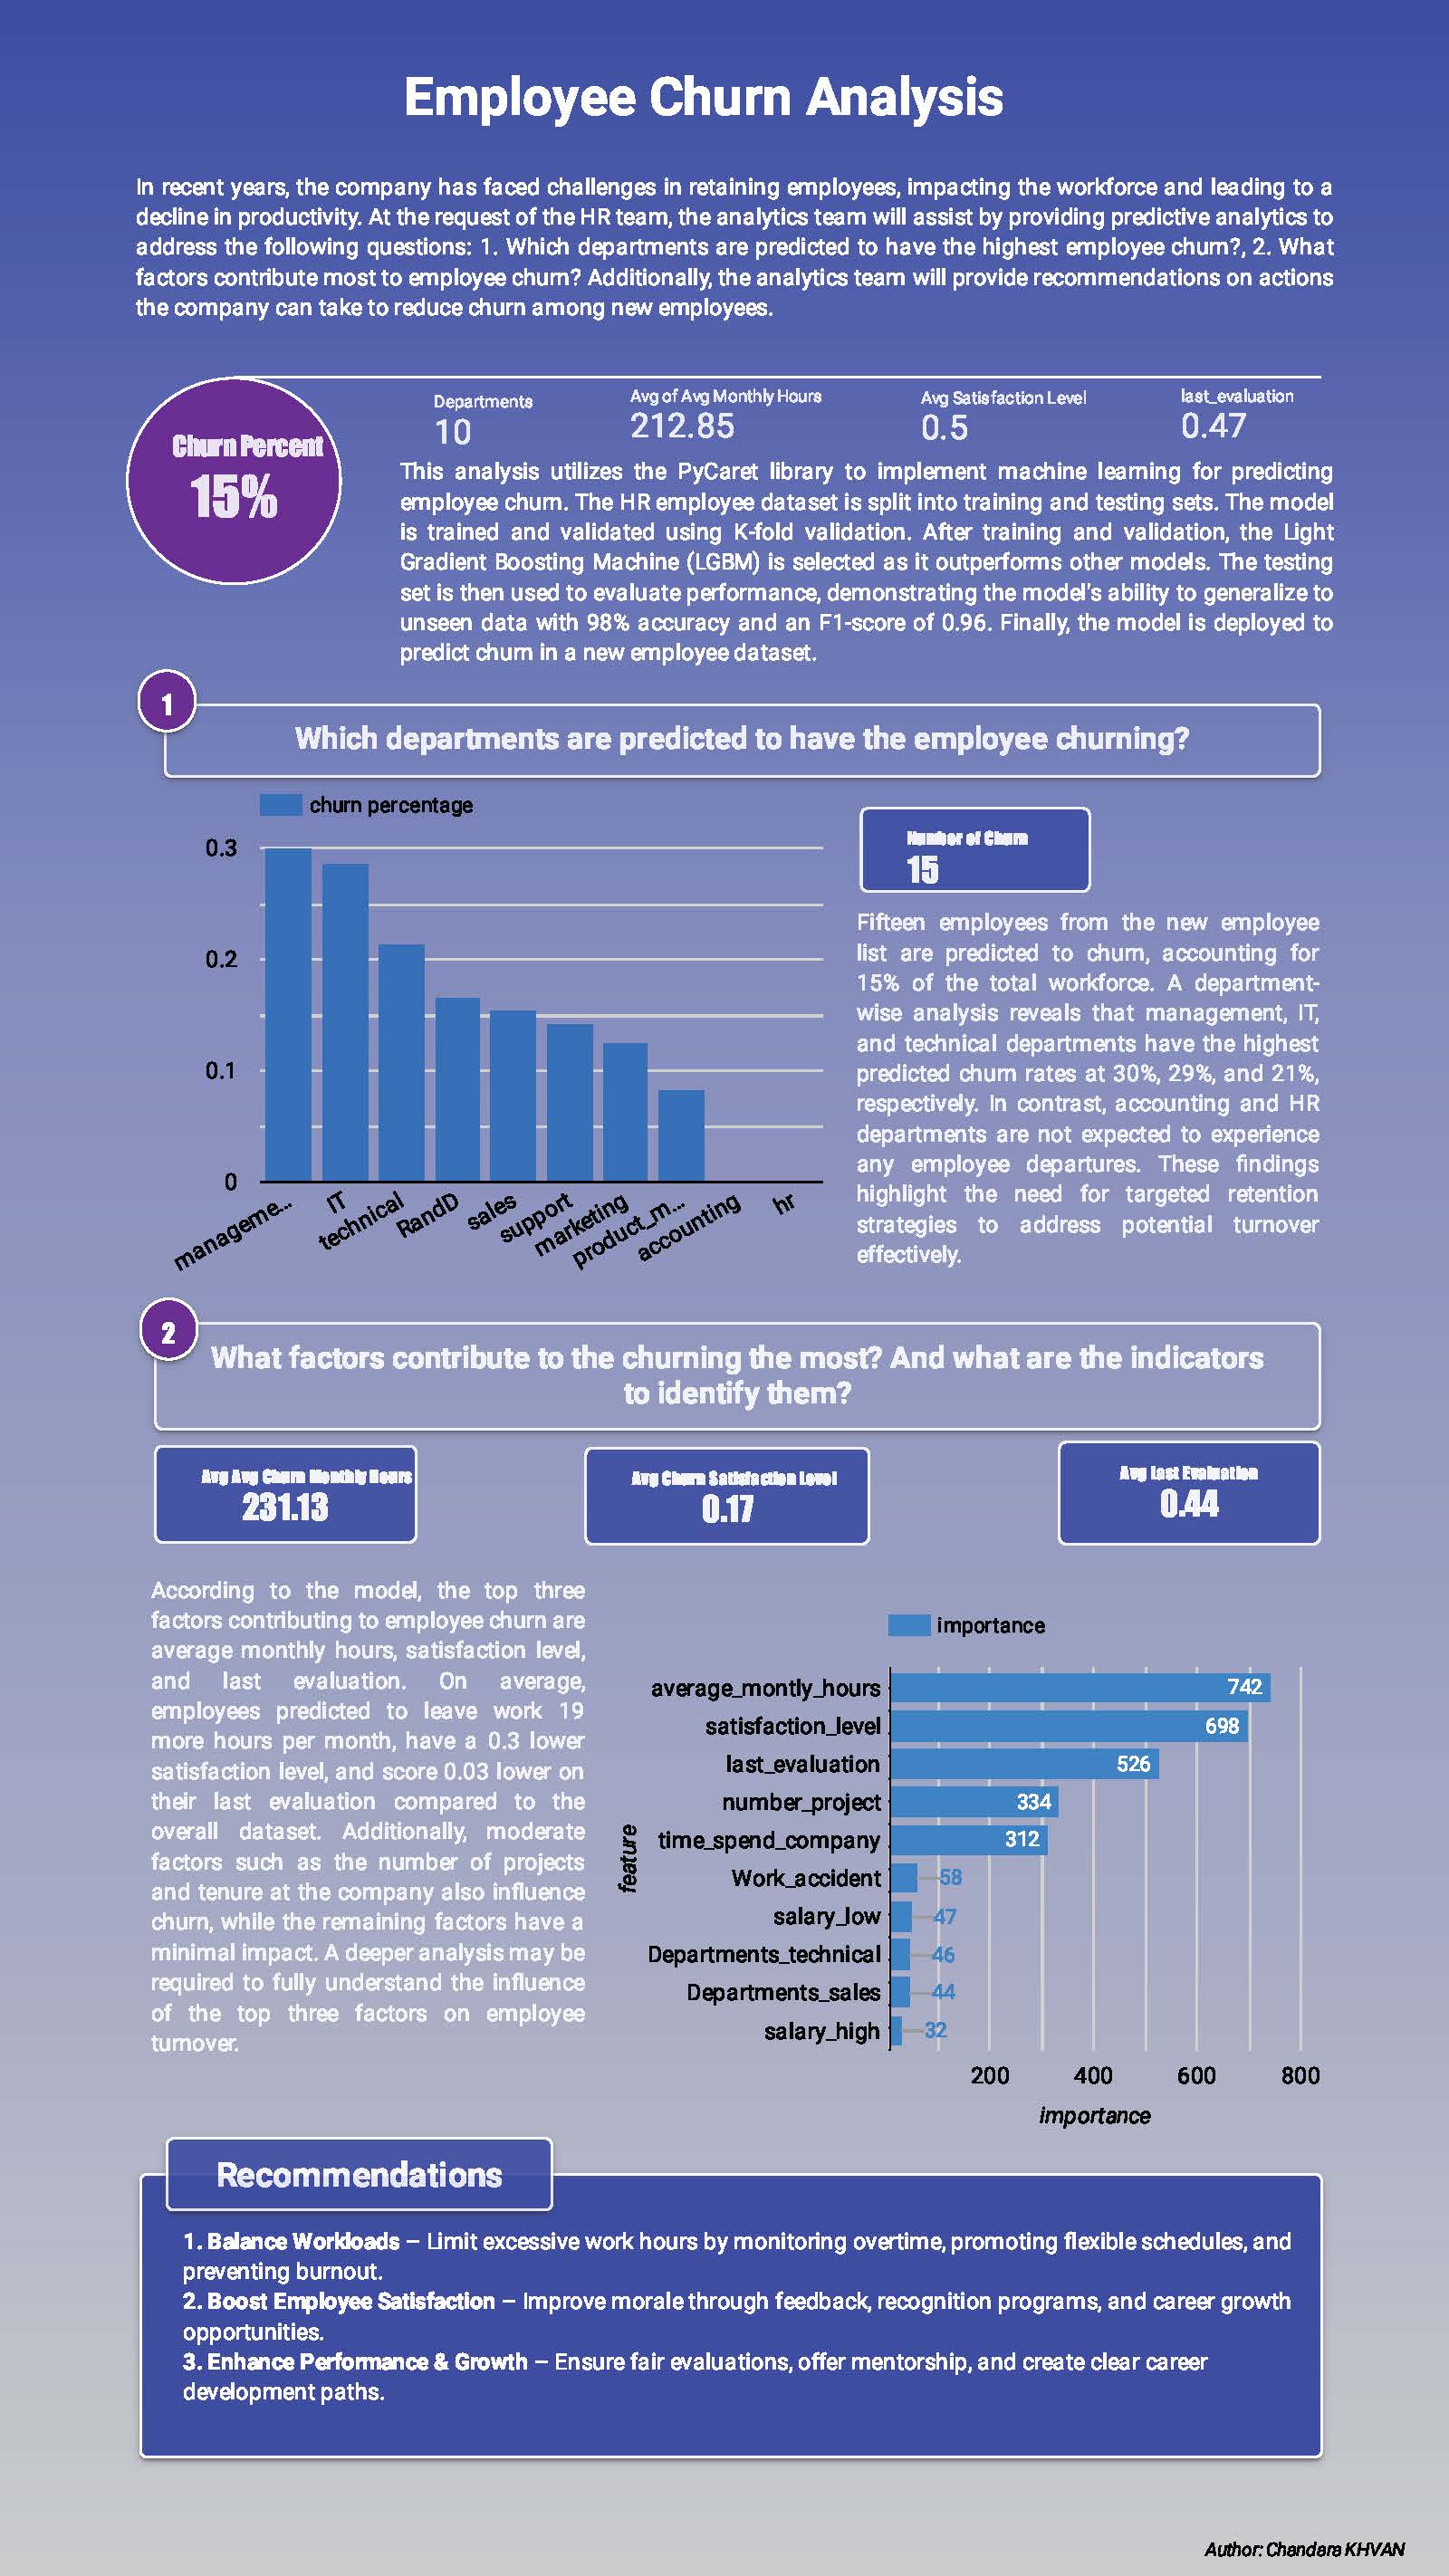 Employee Churn Analysis
In recent years, the company has faced challenges in retaining employees, impacting the workforce and leading to a
decline in productivity. At the request of the HR team, the analytics team will assist by providing predictive analytics to
address the following questions: 1. Which departments are predicted to have the highest employee churn?, 2. What
factors contribute most to employee churn? Additionally, the analytics team will provide recommendations on actions
the company can take to reduce churn among new employees.
Churn Percent
15%
Departments
10
Avg of Avg Monthly Hours
212.85
Avg Satisfaction Level
0.5
last_evaluation
0.47
This analysis utilizes the PyCaret library to implement machine learning for predicting
employee churn. The HR employee dataset is split into training and testing sets. The model
is trained and validated using K-fold validation. After training and validation, the Light
Gradient Boosting Machine (LGBM) is selected as it outperforms other models. The testing
set is then used to evaluate performance, demonstrating the model's ability to generalize to
unseen data with 98% accuracy and an F1-score of 0.96. Finally, the model is deployed to
predict churn in a new employee dataset.
1
Which departments are predicted to have the employee churning?
churn percentage
0.3
0.2
0.1
0
manageme...
IT
technical
RandD
sales
support
marketing
product_m...
accounting
hr
Number of Churn
15
Fifteen employees from the new employee
list are predicted to churn, accounting for
15% of the total workforce. A department-
wise analysis reveals that management, IT,
and technical departments have the highest
predicted churn rates at 30%, 29%, and 21%,
respectively. In contrast, accounting and HR
departments are not expected to experience
any employee departures. These findings
highlight the need for targeted retention
strategies to address potential turnover
effectively.
2
What factors contribute to the churning the most? And what are the indicators
to identify them?
Avg Avg Churn Monthly Hours
231.13
Avg Churn Satisfaction Level
0.17
Avg Last Evaluation
0.44
According to the model, the top three
factors contributing to employee churn are
average monthly hours, satisfaction level,
and last evaluation. On average,
employees predicted to leave work 19
more hours per month, have a 0.3 lower
satisfaction level, and score 0.03 lower on
their last evaluation compared to the
overall dataset. Additionally, moderate
factors such as the number of projects
and tenure at the company also influence
churn, while the remaining factors have a
minimal impact. A deeper analysis may be
required to fully understand the influence
of the top three factors on employee
turnover.
importance
feature
average_montly_hours 742
satisfaction_level 698
last_evaluation 526
number_project 334
time_spend_company 312
Work_accident 58
salary_low 47
Departments_technical 46
Departments_sales 44
salary_high 32
200 400 600 800
importance
Recommendations
1. Balance Workloads – Limit excessive work hours by monitoring overtime, promoting flexible schedules, and
preventing burnout.
2. Boost Employee Satisfaction – Improve morale through feedback, recognition programs, and career growth
opportunities.
3. Enhance Performance & Growth – Ensure fair evaluations, offer mentorship, and create clear career
development paths.
Author: Chandara KHVAN